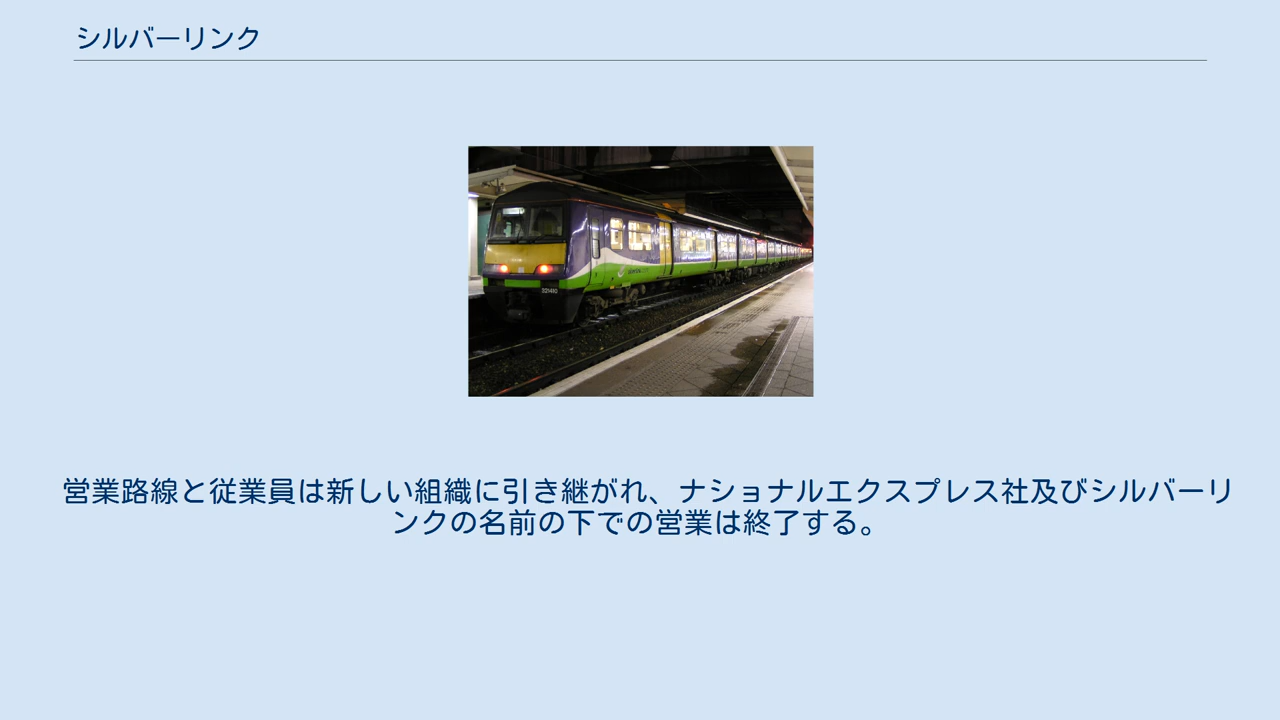 シルバーリンク
321410
営業路線と従業員は新しい組織に引き継がれ、ナショナルエクスプレス社及びシルバーリ
ンクの名前の下での営業は終了する。